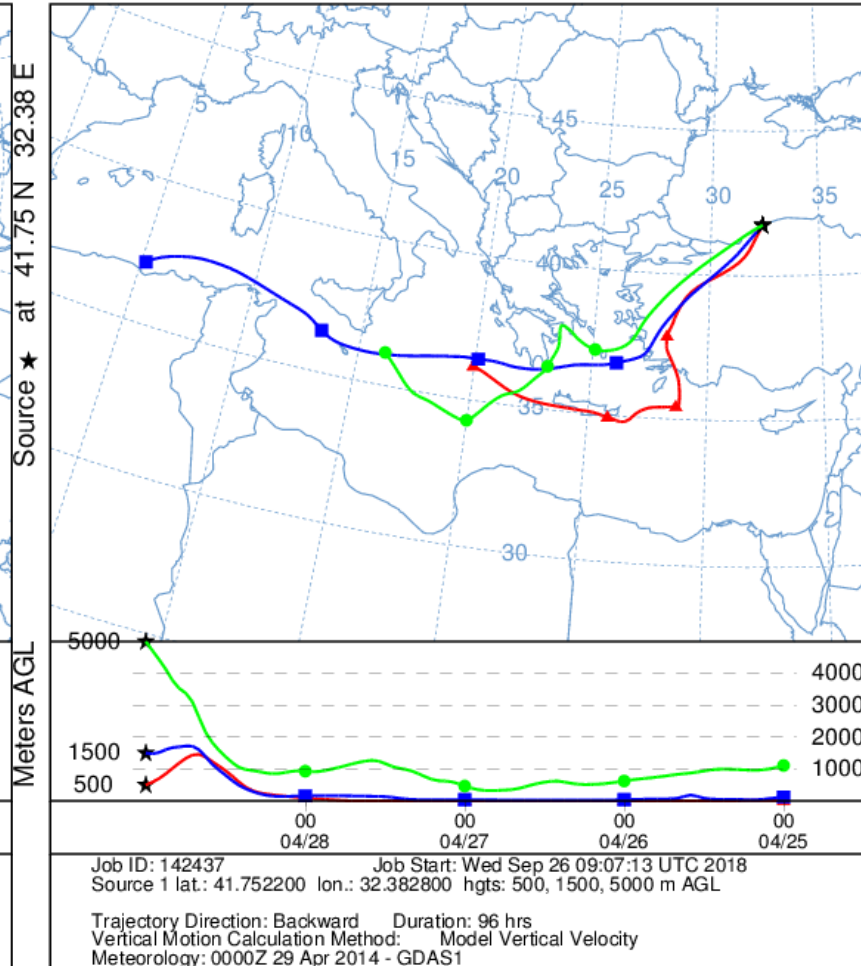 Source ★ at 41.75 N 32.38 E
0
5
10
15
20
25
30
35
45
40
35
30
Meters AGL
5000
1500
500
4000
3000
2000
1000
00 00 00 00
04/28 04/27 04/26 04/25
Job ID: 142437 Job Start: Wed Sep 26 09:07:13 UTC 2018
Source 1 lat.: 41.752200 lon.: 32.382800 hgts: 500, 1500, 5000 m AGL
Trajectory Direction: Backward Duration: 96 hrs
Vertical Motion Calculation Method: Model Vertical Velocity
Meteorology: 0000Z 29 Apr 2014 - GDAS1